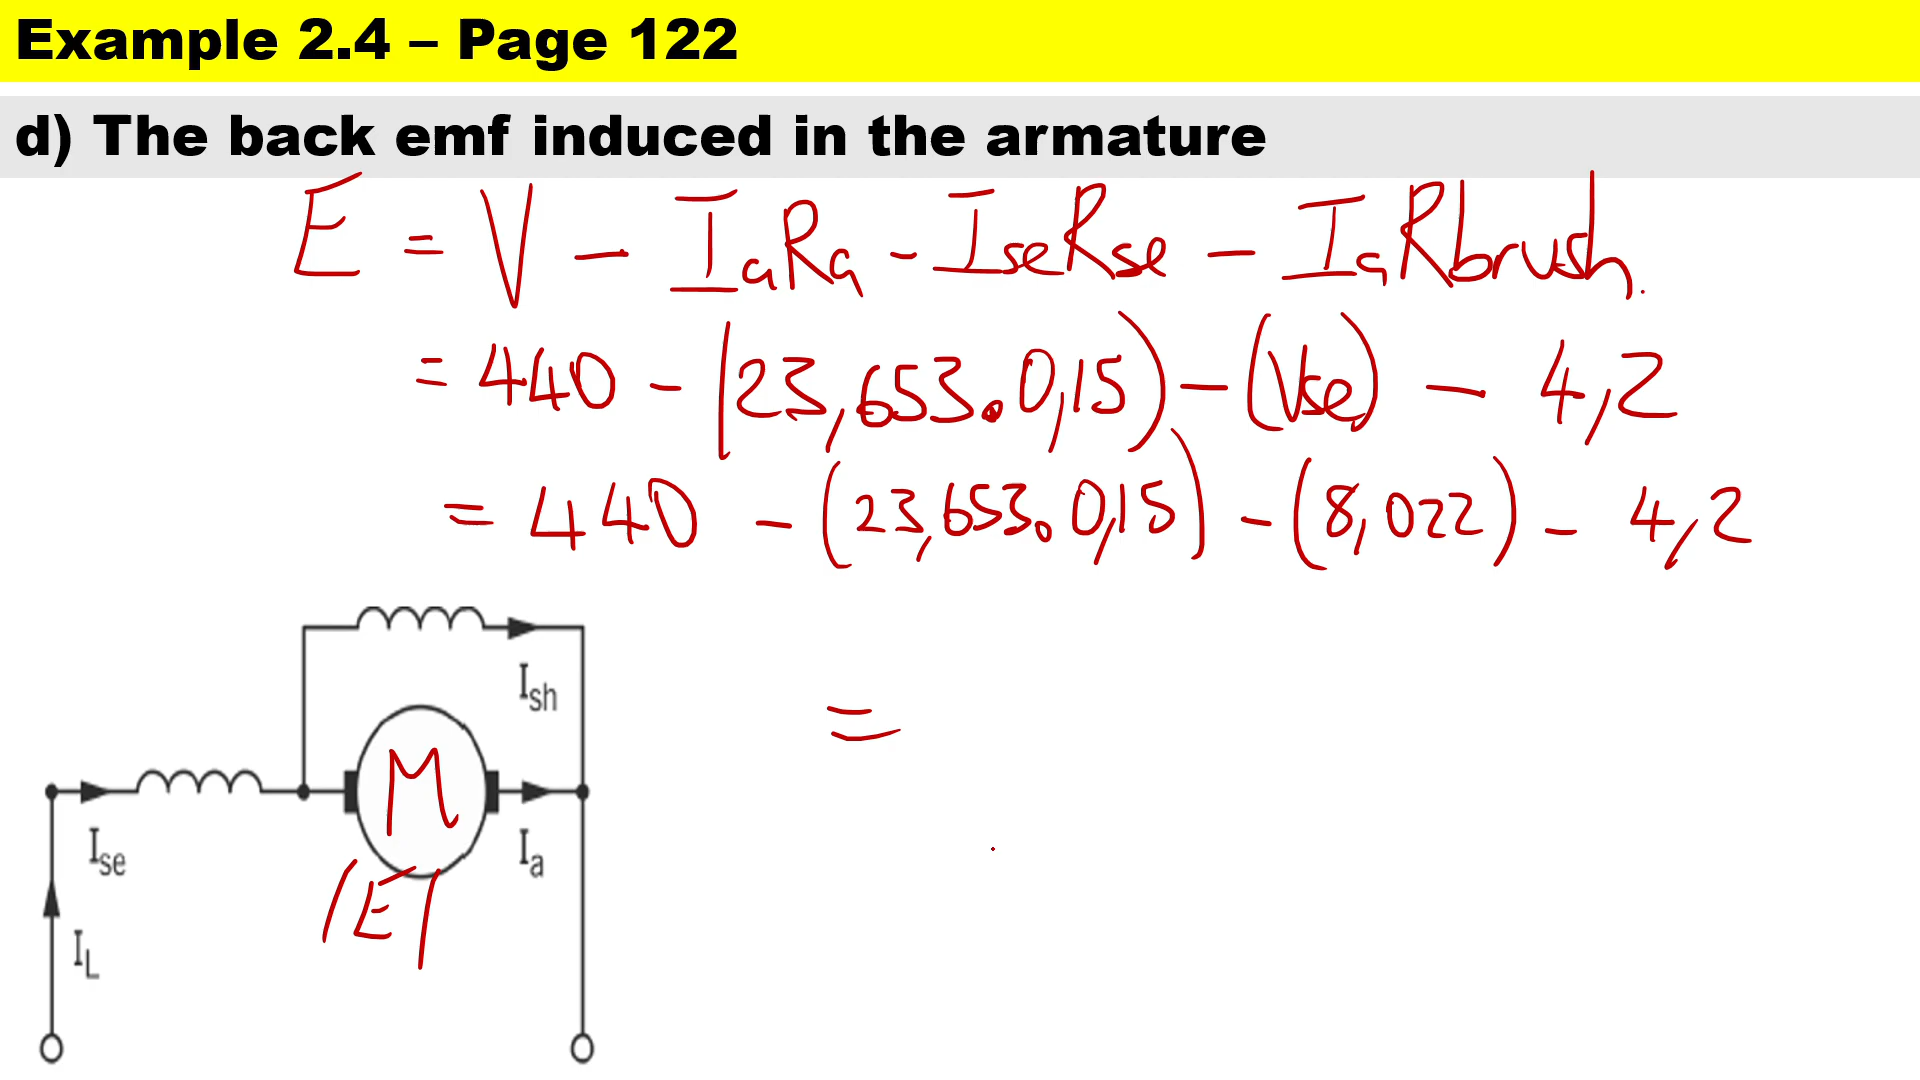 Example 2.4 – Page 122
d) The back emf induced in the armature
E = V - IaRa - IseRse - IaRbrush.
= 440 - (23,653.0,15) - (Vse) - 4,2
= 440 - (23,653.0,15) - (8,022) - 4,2
=
Ish
M
Ise
Ia
(E)
IL